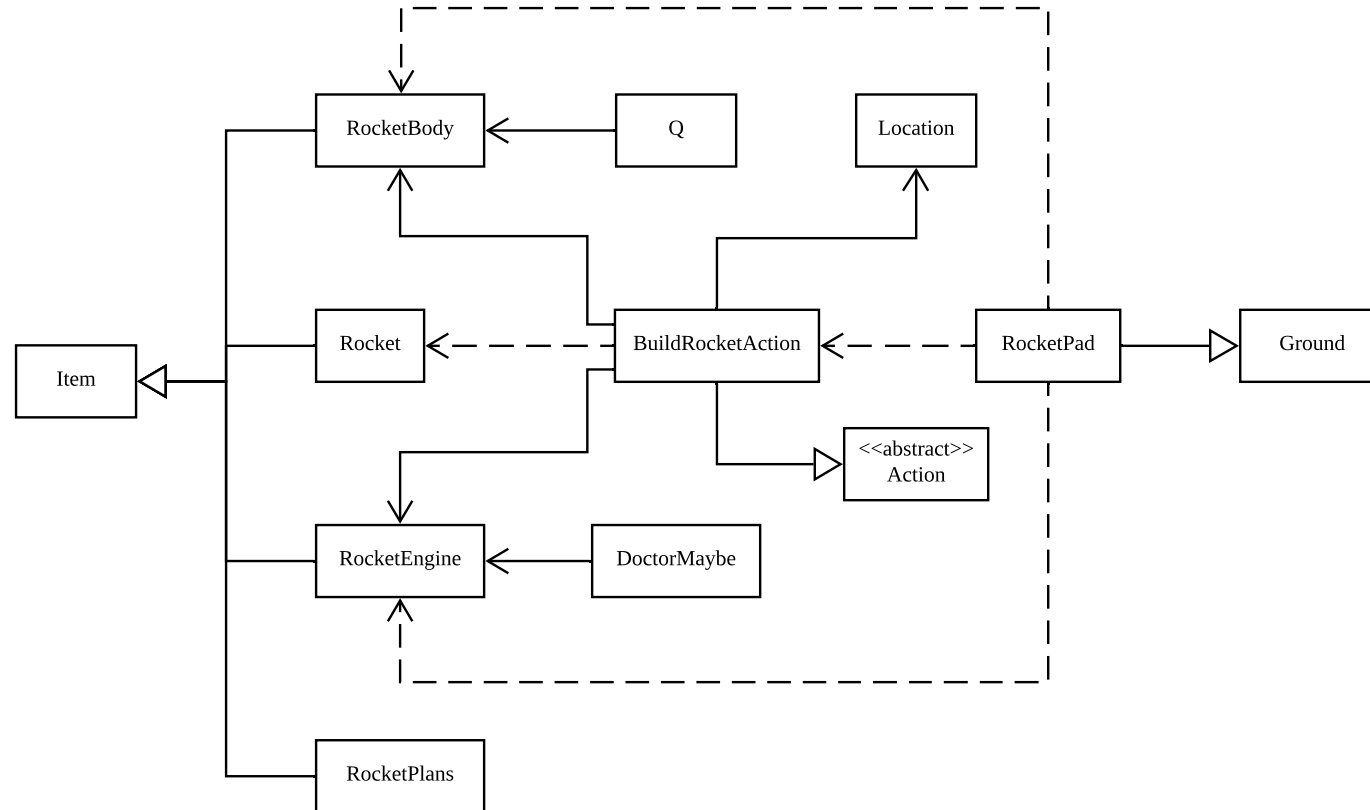 RocketBody
Q
Location
Item
Rocket
BuildRocketAction
RocketPad
Ground
<<abstract>>
Action
RocketEngine
DoctorMaybe
RocketPlans